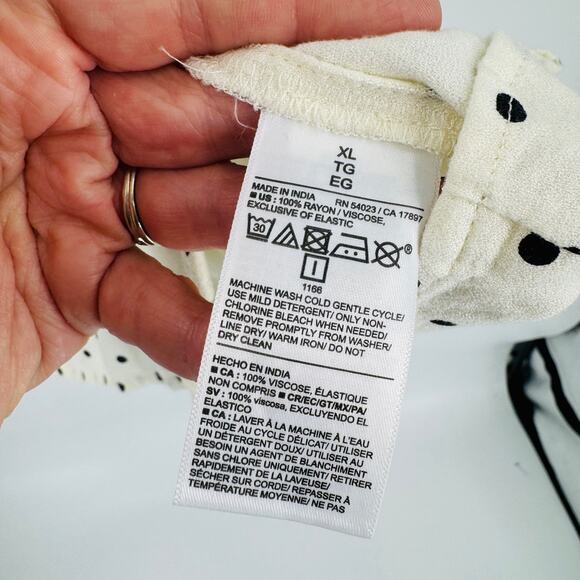 XL
TG
EG
MADE IN INDIA RN 54023 / CA 17897
■ US : 100% RAYON / VISCOSE,
EXCLUSIVE OF ELASTIC
30 ®
1166
MACHINE WASH COLD GENTLE CYCLE/
USE MILD DETERGENT/ ONLY NON-
CHLORINE BLEACH WHEN NEEDED/
REMOVE PROMPTLY FROM WASHER/
LINE DRY/ WARM IRON/ DO NOT
DRY CLEAN
HECHO EN INDIA
■ CA : 100% VISCOSE, ÉLASTIQUE
NON COMPRIS ■ CR/EC/GT/MX/PA/
SV : 100% viscosa, EXCLUYENDO EL
ELASTICO
■ CA : LAVER À LA MACHINE À L'EAU
FROIDE AU CYCLE DÉLICAT/ UTILISER
UN DÉTERGENT DOUX/ UTILISER AU
BESOIN UN AGENT DE BLANCHIMENT
SANS CHLORE UNIQUEMENT/ RETIRER
RAPIDEMENT DE LA LAVEUSE/
SÉCHER SUR CORDE/ REPASSER À
TEMPÉRATURE MOYENNE/ NE PAS